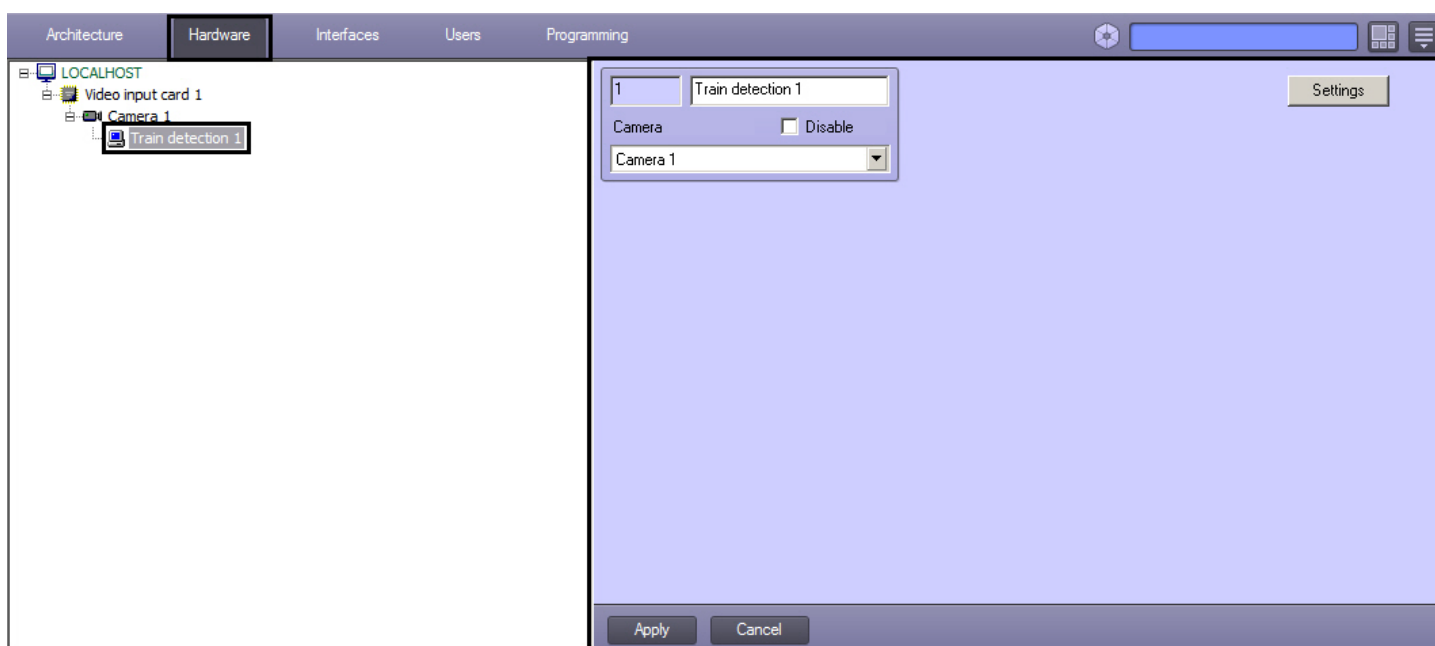 Architecture Hardware Interfaces Users Programming
LOCALHOST
Video input card 1
Camera 1
Train detection 1
1 Train detection 1
Settings
Camera Disable
Camera 1
Apply Cancel